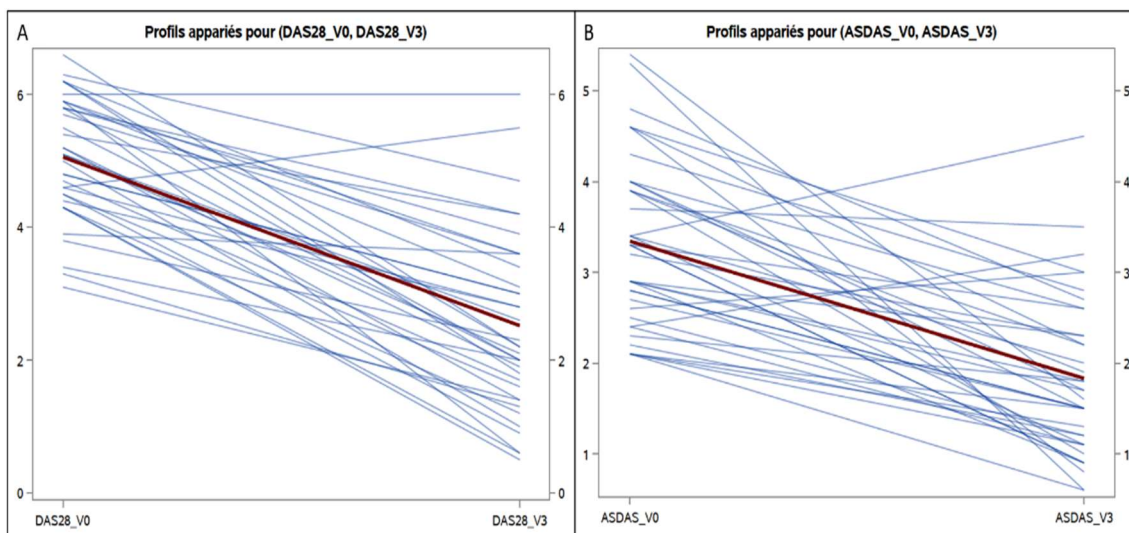 A
Profils appariés pour (DAS28_V0, DAS28_V3)
6
6
4
4
2
2
0
0
DAS28_V0
DAS28_V3
B
Profils appariés pour (ASDAS_V0, ASDAS_V3)
5
5
4
4
3
3
2
2
1
1
ASDAS_V0
ASDAS_V3